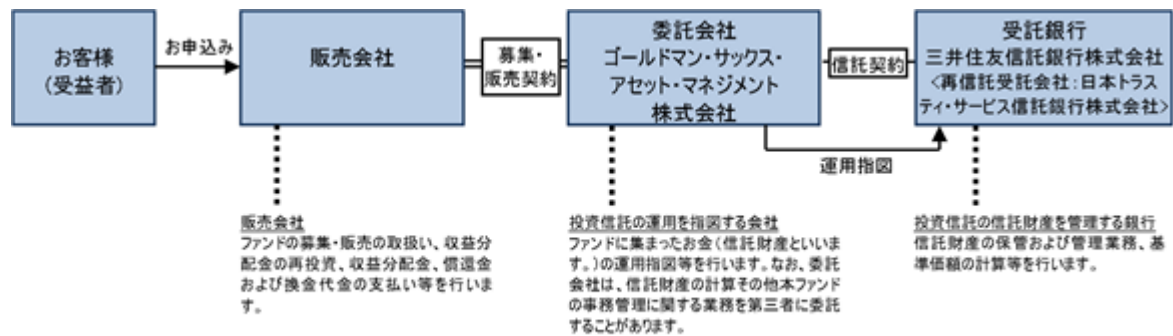 お客様
（受益者）
お申込み
販売会社
募集・
販売契約
委託会社
ゴールドマン・サックス・
アセット・マネジメント
株式会社
信託契約
受託銀行
三井住友信託銀行株式会社
<再信託受託会社:日本トラス
ティ・サービス信託銀行株式会社>
運用指図
販売会社
ファンドの募集・販売の取扱い、収益分
配金の再投資、収益分配金、償還金
および換金代金の支払い等を行いま
す。
投資信託の運用を指図する会社
ファンドに集まったお金（信託財産といいま
す。）の運用指図等を行います。なお、委託
会社は、信託財産の計算その他本ファンド
の事務管理に関する業務を第三者に委託
することがあります。
投資信託の信託財産を管理する銀行
信託財産の保管および管理業務、基
準価額の計算等を行います。